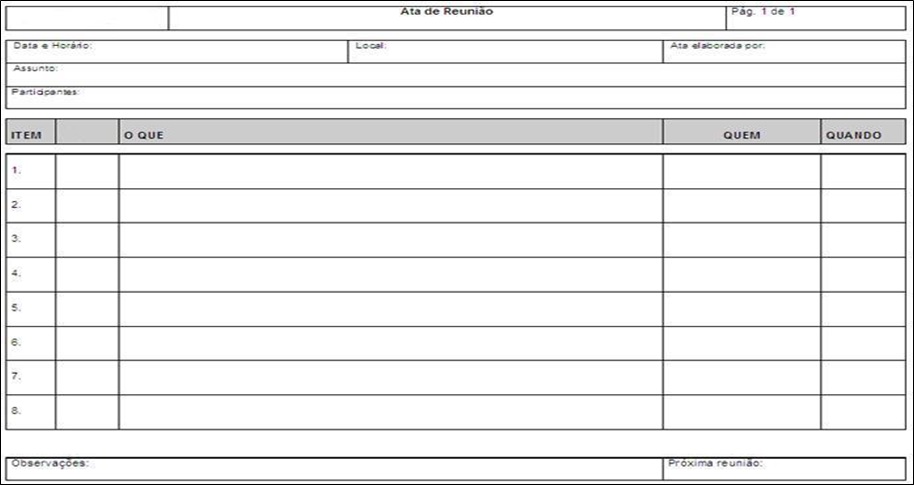 Ata de Reunião Pág. 1 de 1
Data e Horário: Local: Ata elaborada por:
Assunto:
Participantes:
ITEM O QUE QUEM QUANDO
1.
2.
3.
4.
5.
6.
7.
8.
Observações: Próxima reunião: